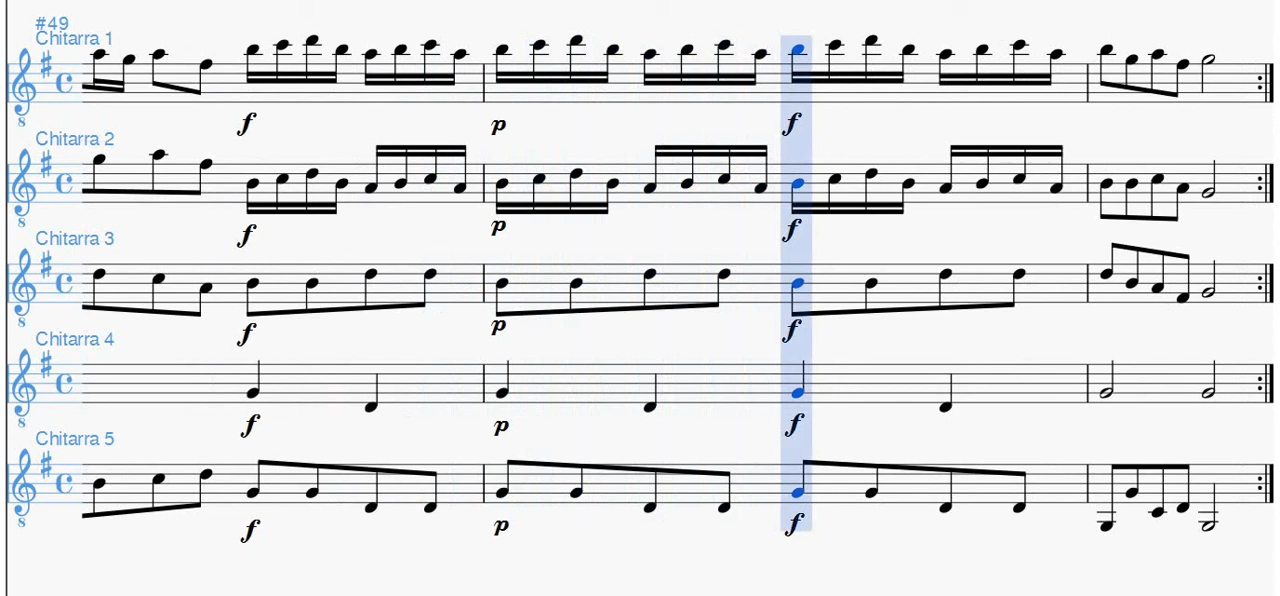 #49
Chitarra 1
f p f
Chitarra 2
f p f
Chitarra 3
f p f
Chitarra 4
f p f
Chitarra 5
f p f